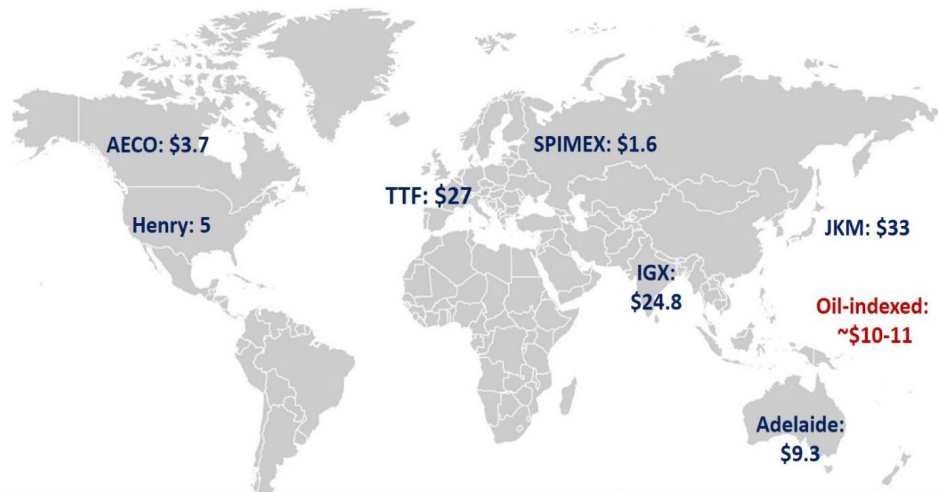 AECO: $3.7
SPIMEX: $1.6
TTF: $27
Henry: 5
JKM: $33
IGX:
$24.8
Oil-indexed:
~$10-11
Adelaide:
$9.3